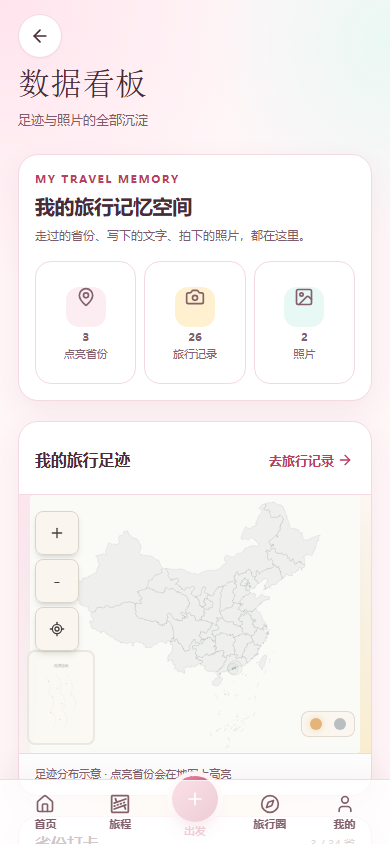 数据看板
足迹与照片的全部沉淀
MY TRAVEL MEMORY
我的旅行记忆空间
走过的省份、写下的文字、拍下的照片，都在这里。
3
点亮省份
26
旅行记录
2
照片
我的旅行足迹
去旅行记录
+
-
足迹分布示意 · 点亮省份会在地图上高亮
首页
旅程
+
出发
旅行圈
我的
省份打卡